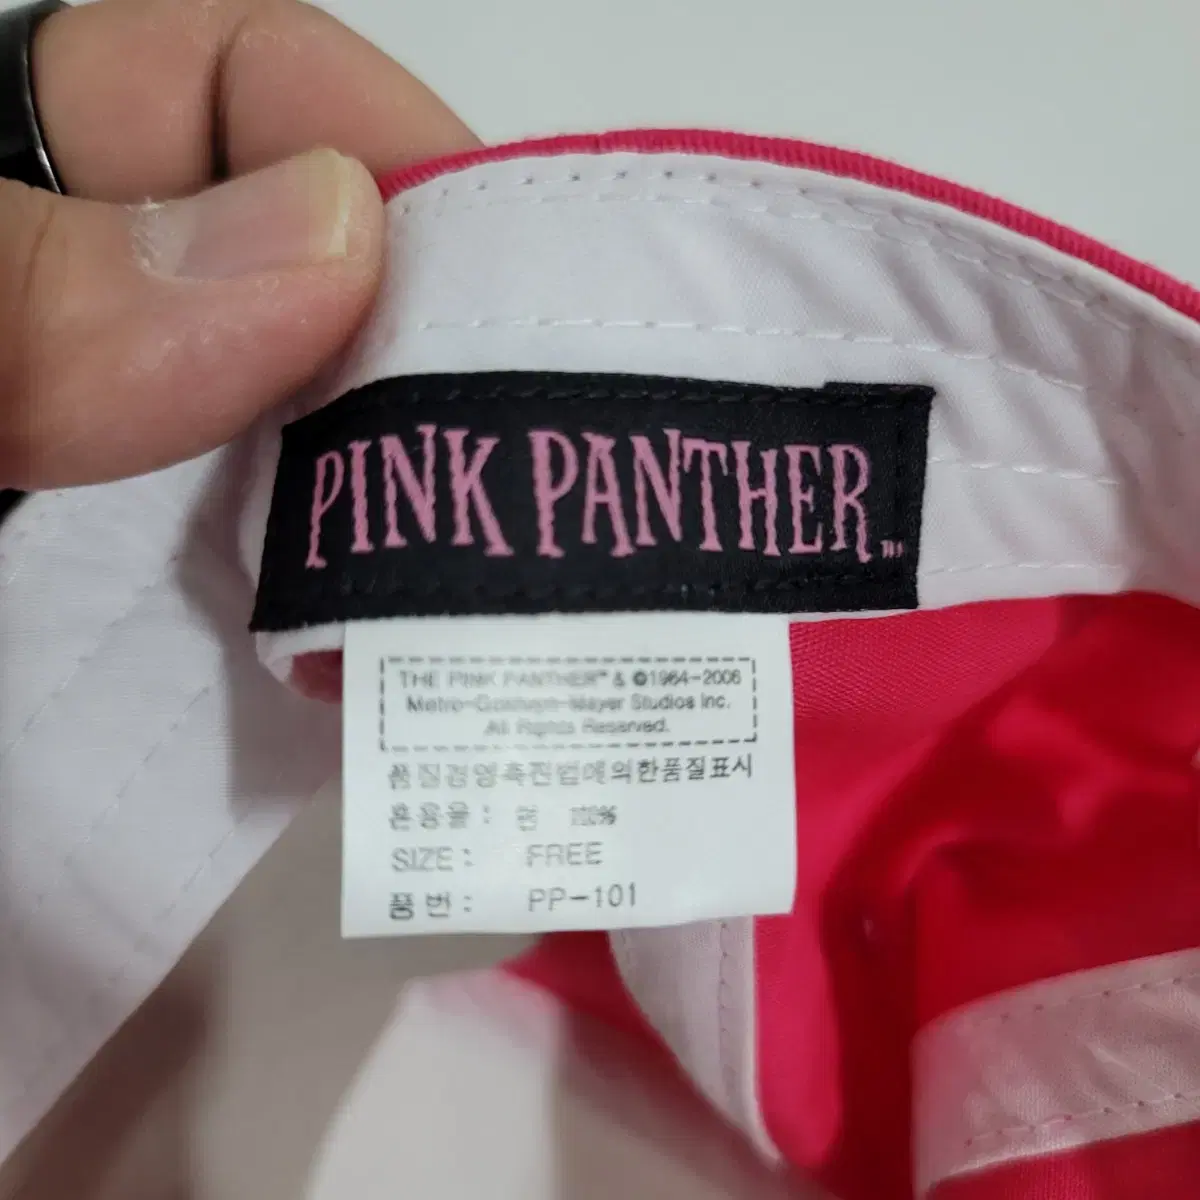 PINK PANTHER™
THE PINK PANTHER™ & ©1964-2006
Metro-Goldwyn-Mayer Studios Inc.
All Rights Reserved.
품질경영촉진법에의한품질표시
혼용율 : 면 100%
SIZE : FREE
품 번 : PP-101